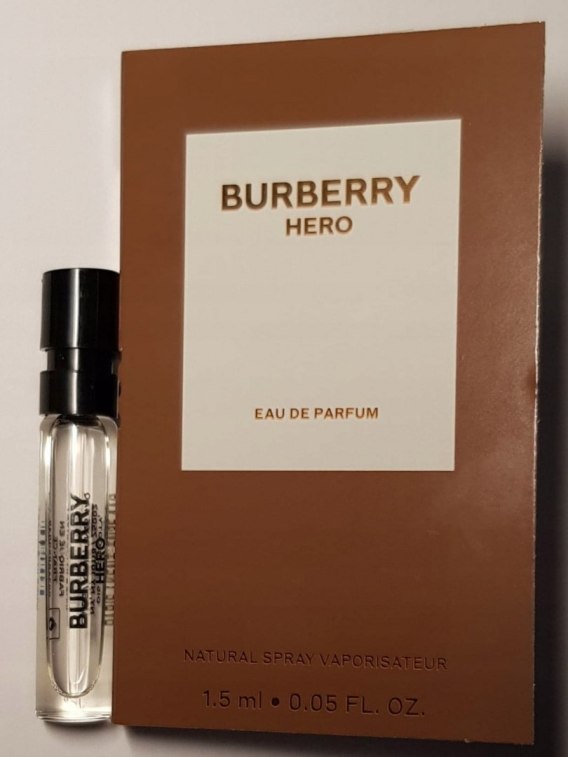 BURBERRY
HERO
EAU DE PARFUM
NATURAL SPRAY VAPORISATEUR
1.5 ml • 0.05 FL. OZ.
BURBERRY
HERO